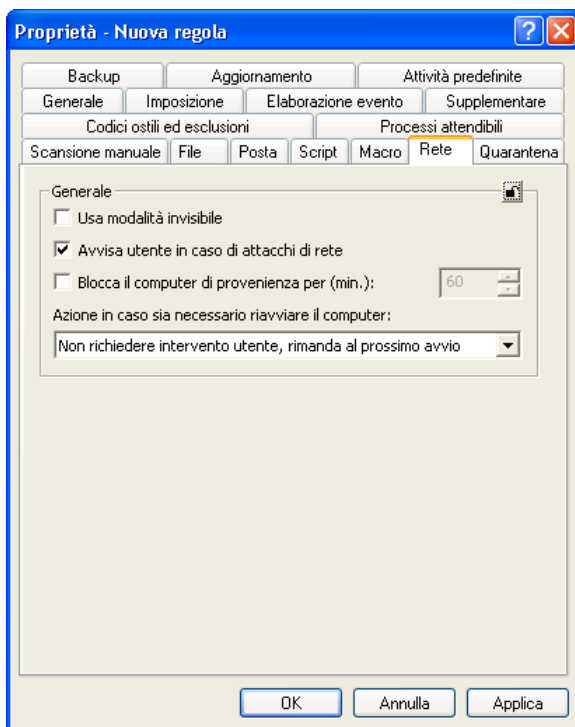 Proprietà - Nuova regola
Backup Aggiornamento Attività predefinite
Generale Imposizione Elaborazione evento Supplementare
Codici ostili ed esclusioni Processi attendibili
Scansione manuale File Posta Script Macro Rete Quarantena
Generale
Usa modalità invisibile
Avvisa utente in caso di attacchi di rete
Blocca il computer di provenienza per (min.): 60
Azione in caso sia necessario riavviare il computer:
Non richiedere intervento utente, rimanda al prossimo avvio
OK Annulla Applica